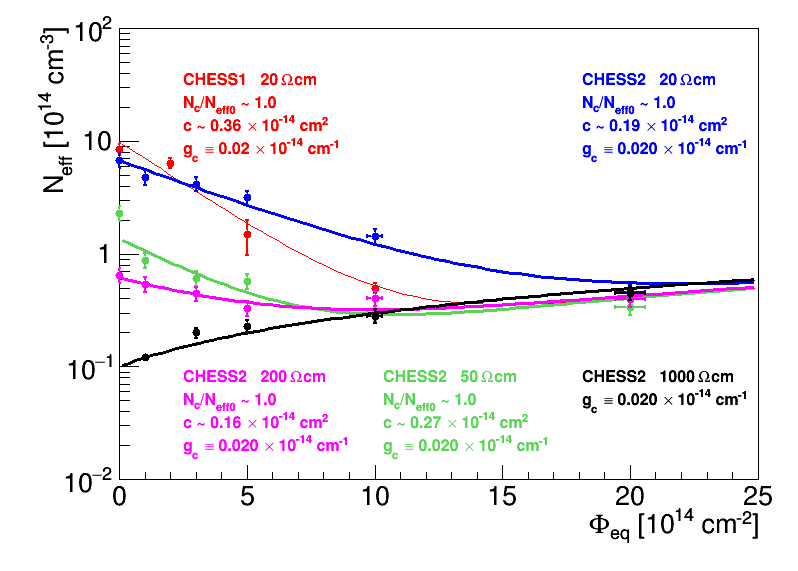 10²
10
1
10⁻¹
10⁻²
N_eff [10¹⁴ cm⁻³]
CHESS1 20 Ωcm
N_c/N_eff0 ~ 1.0
c ~ 0.36 × 10⁻¹⁴ cm²
g_c ≡ 0.02 × 10⁻¹⁴ cm⁻¹
CHESS2 20 Ωcm
N_c/N_eff0 ~ 1.0
c ~ 0.19 × 10⁻¹⁴ cm²
g_c ≡ 0.020 × 10⁻¹⁴ cm⁻¹
CHESS2 200 Ωcm
N_c/N_eff0 ~ 1.0
c ~ 0.16 × 10⁻¹⁴ cm²
g_c ≡ 0.020 × 10⁻¹⁴ cm⁻¹
CHESS2 50 Ωcm
N_c/N_eff0 ~ 1.0
c ~ 0.27 × 10⁻¹⁴ cm²
g_c ≡ 0.020 × 10⁻¹⁴ cm⁻¹
CHESS2 1000 Ωcm
g_c ≡ 0.020 × 10⁻¹⁴ cm⁻¹
0 5 10 15 20 25
Φ_eq [10¹⁴ cm⁻²]